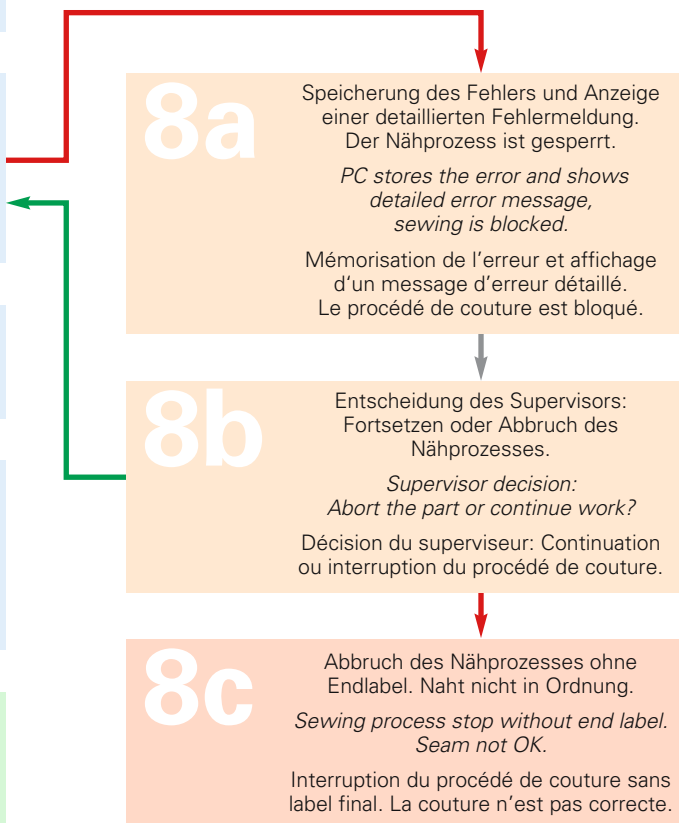 8a
Speicherung des Fehlers und Anzeige
einer detaillierten Fehlermeldung.
Der Nähprozess ist gesperrt.
PC stores the error and shows
detailed error message,
sewing is blocked.
Mémorisation de l’erreur et affichage
d‘un message d’erreur détaillé.
Le procédé de couture est bloqué.
8b
Entscheidung des Supervisors:
Fortsetzen oder Abbruch des
Nähprozesses.
Supervisor decision:
Abort the part or continue work?
Décision du superviseur: Continuation
ou interruption du procédé de couture.
8c
Abbruch des Nähprozesses ohne
Endlabel. Naht nicht in Ordnung.
Sewing process stop without end label.
Seam not OK.
Interruption du procédé de couture sans
label final. La couture n’est pas correcte.